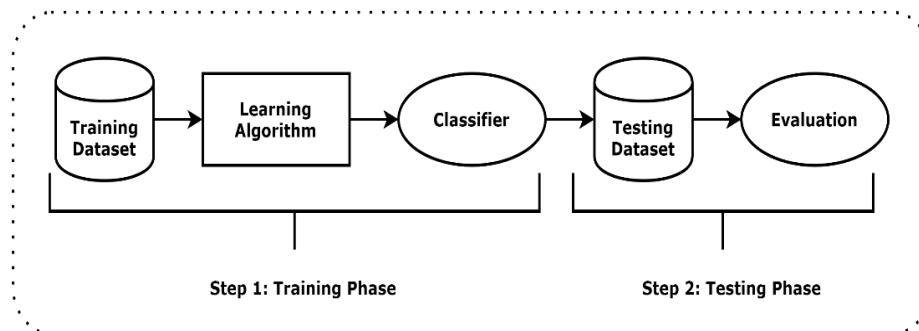 Training
Dataset
Learning
Algorithm
Classifier
Testing
Dataset
Evaluation
Step 1: Training Phase
Step 2: Testing Phase